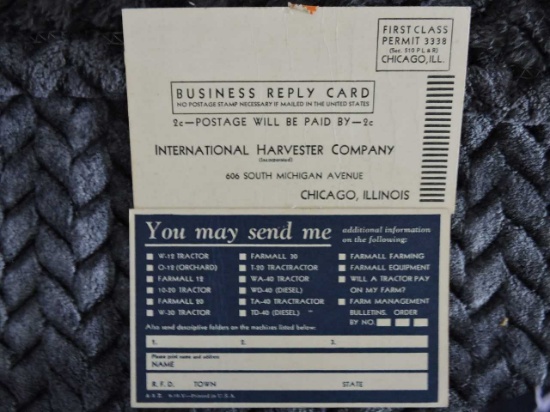 FIRST CLASS
PERMIT 3338
(Sec. 510 P L & R)
CHICAGO, ILL.
BUSINESS REPLY CARD
NO POSTAGE STAMP NECESSARY IF MAILED IN THE UNITED STATES
2c—POSTAGE WILL BE PAID BY—2c
INTERNATIONAL HARVESTER COMPANY
(Incorporated)
606 SOUTH MICHIGAN AVENUE
CHICAGO, ILLINOIS
You may send me additional information
on the following:
W-12 TRACTOR
O-12 (ORCHARD)
FARMALL 12
10-20 TRACTOR
FARMALL 20
W-30 TRACTOR
FARMALL 30
T-20 TRACTRACTOR
WA-40 TRACTOR
WD-40 (DIESEL)
TA-40 TRACTRACTOR
TD-40 (DIESEL)
FARMALL FARMING
FARMALL EQUIPMENT
WILL A TRACTOR PAY
ON MY FARM?
FARM MANAGEMENT
BULLETINS. ORDER
BY NO.
Also send descriptive folders on the machines listed below:
1. 2. 3.
Please print name and address
NAME
R. F. D. TOWN STATE
Printed in U.S.A.